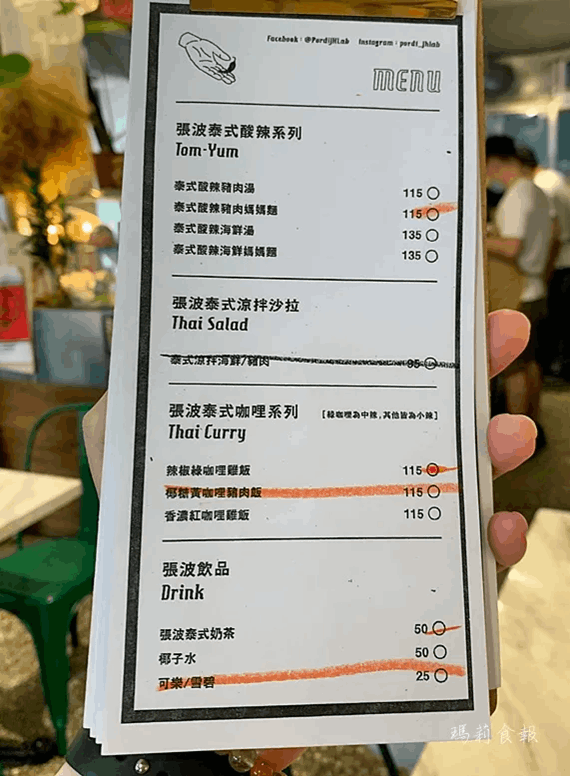 Facebook : @PordijHLab Instagram : pordi_jhlab
MENU
張波泰式酸辣系列
Tom-Yum
泰式酸辣豬肉湯 115
泰式酸辣豬肉媽媽麵 115
泰式酸辣海鮮湯 135
泰式酸辣海鮮媽媽麵 135
張波泰式涼拌沙拉
Thai Salad
泰式涼拌海鮮/豬肉 95
張波泰式咖哩系列 [綠咖哩為中辣,其他皆為小辣]
Thai Curry
辣椒綠咖哩雞飯 115
椰糖黃咖哩豬肉飯 115
香濃紅咖哩雞飯 115
張波飲品
Drink
張波泰式奶茶 50
椰子水 50
可樂/雪碧 25
瑪莉食報